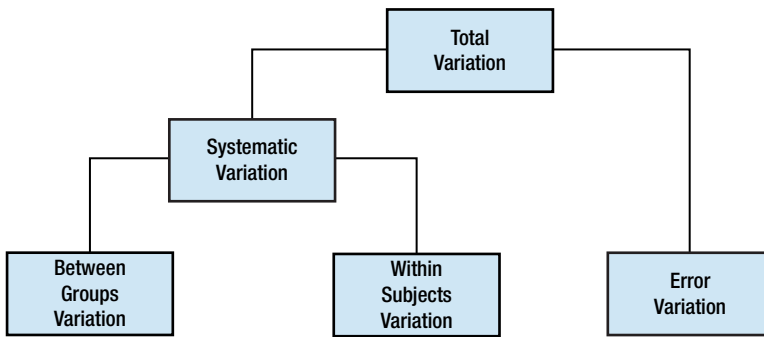 Total
Variation
Systematic
Variation
Between
Groups
Variation
Within
Subjects
Variation
Error
Variation